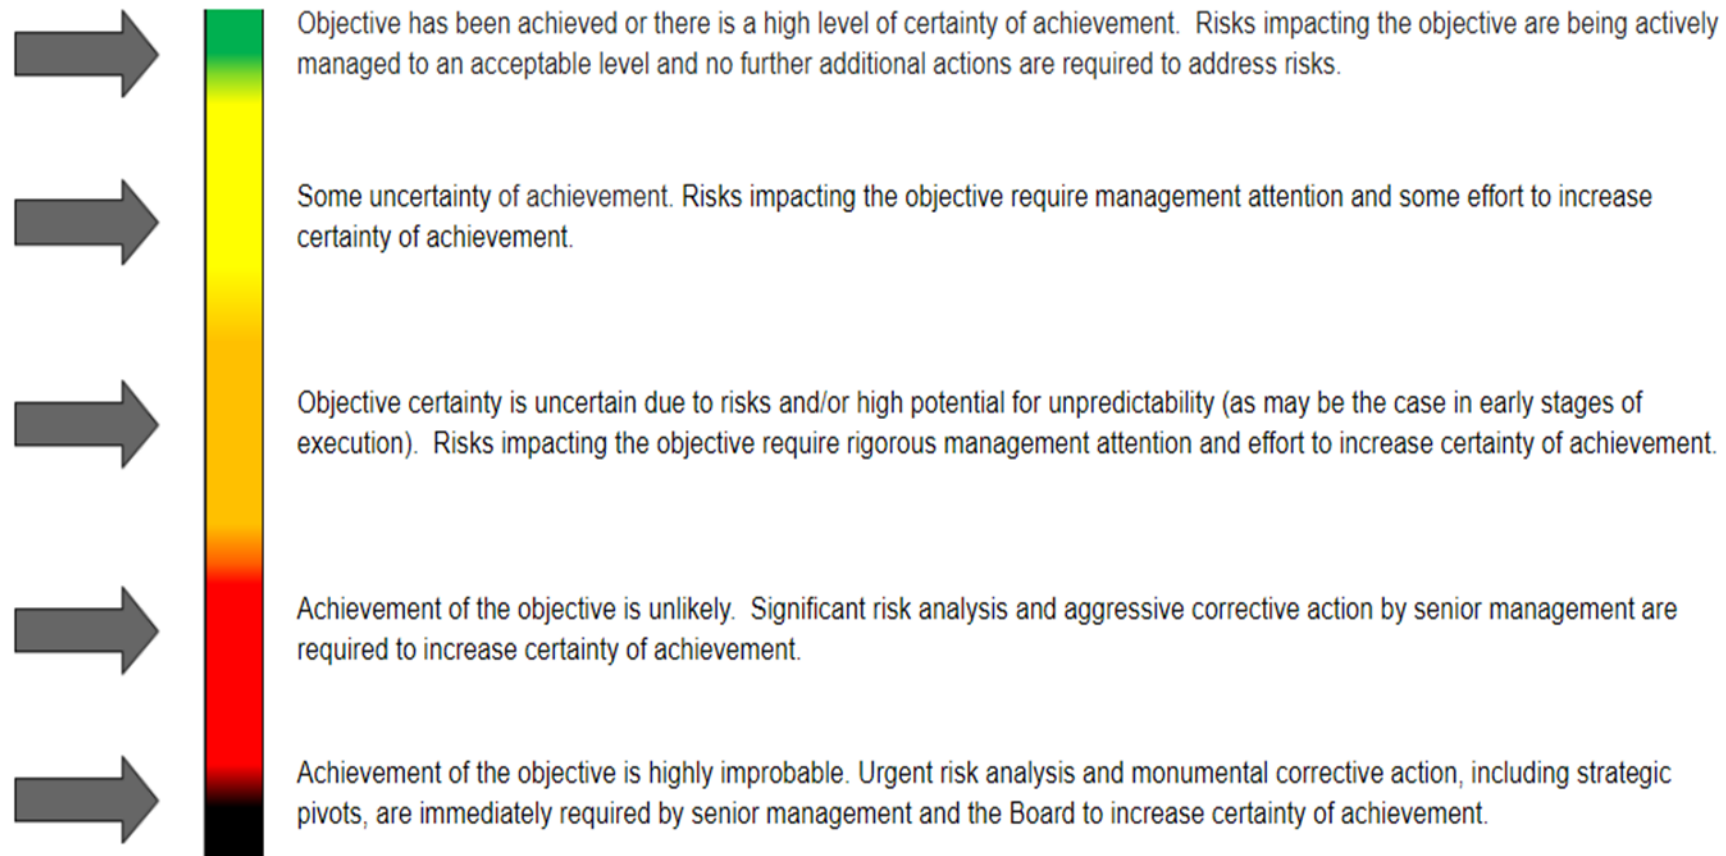 Objective has been achieved or there is a high level of certainty of achievement.  Risks impacting the objective are being actively
managed to an acceptable level and no further additional actions are required to address risks.
Some uncertainty of achievement. Risks impacting the objective require management attention and some effort to increase
certainty of achievement.
Objective certainty is uncertain due to risks and/or high potential for unpredictability (as may be the case in early stages of
execution).  Risks impacting the objective require rigorous management attention and effort to increase certainty of achievement.
Achievement of the objective is unlikely.  Significant risk analysis and aggressive corrective action by senior management are
required to increase certainty of achievement.
Achievement of the objective is highly improbable. Urgent risk analysis and monumental corrective action, including strategic
pivots, are immediately required by senior management and the Board to increase certainty of achievement.